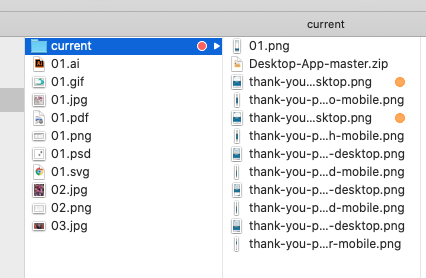 current
current
01.ai
01.gif
01.jpg
01.pdf
01.png
01.psd
01.svg
02.jpg
02.png
03.jpg
01.png
Desktop-App-master.zip
thank-you...sktop.png
thank-you-p...o-mobile.png
thank-you...sktop.png
thank-you-p...h-mobile.png
thank-you-p...-desktop.png
thank-you-p...d-mobile.png
thank-you-p...-desktop.png
thank-you-p...d-mobile.png
thank-you-p...-desktop.png
thank-you-p...r-mobile.png